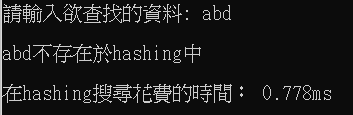 請輸入欲查找的資料: abd
abd不存在於hashing中
在hashing搜尋花費的時間： 0.778ms